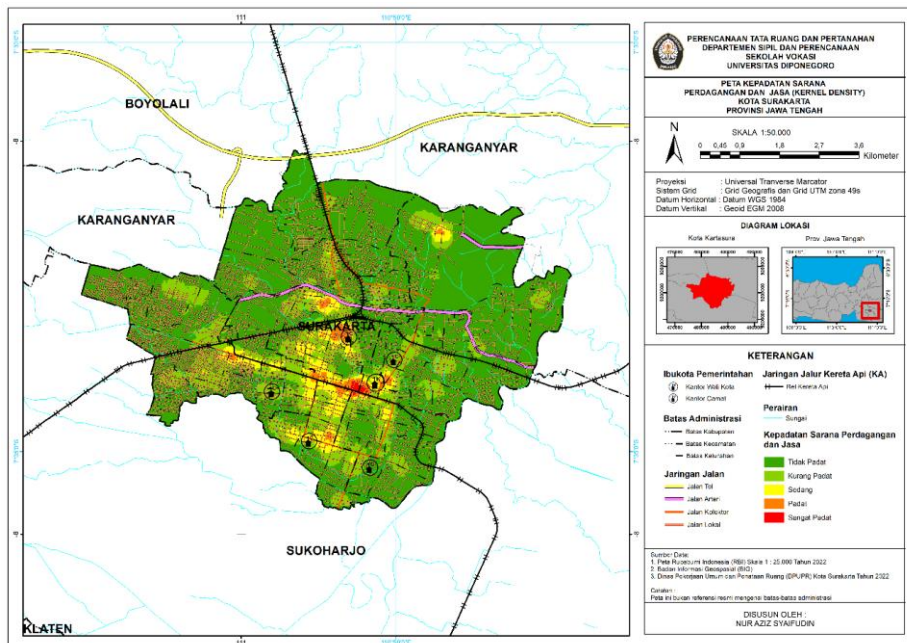 111
110°50'0"E
BOYOLALI
KARANGANYAR
KARANGANYAR
SURAKARTA
SUKOHARJO
KLATEN
111
PERENCANAAN TATA RUANG DAN PERTANAHAN
DEPARTEMEN SIPIL DAN PERENCANAAN
SEKOLAH VOKASI
UNIVERSITAS DIPONEGORO
PETA KEPADATAN SARANA
PERDAGANGAN DAN JASA (KERNEL DENSITY)
KOTA SURAKARTA
PROVINSI JAWA TENGAH
N
SKALA 1:50.000
0 0,45 0,9 1,8 2,7 3,6
Kilometer
Proyeksi : Universal Tranverse Marcator
Sistem Grid : Grid Geografis dan Grid UTM zona 49s
Datum Horizontal : Datum WGS 1984
Datum Vertikal : Geoid EGM 2008
DIAGRAM LOKASI
Kota Kartasura
Prov. Jawa Tengah
KETERANGAN
Ibukota Pemerintahan
Kantor Wali Kota
Kantor Camat
Batas Administrasi
Batas Kabupaten
Batas Kecamatan
Batas Kelurahan
Jaringan Jalan
Jalan Tol
Jalan Arteri
Jalan Kolektor
Jalan Lokal
Jaringan Jalur Kereta Api (KA)
Rel Kereta Api
Perairan
Sungai
Kepadatan Sarana Perdagangan
dan Jasa
Tidak Padat
Kurang Padat
Sedang
Padat
Sangat Padat
Sumber Data:
1. Peta Rupabumi Indonesia (RBI) Skala 1 : 25.000 Tahun 2022
2. Badan Informasi Geospasial (BIG)
3. Dinas Pekerjaan Umum dan Penataan Ruang (DPUPR) Kota Surakarta Tahun 2022
Catatan :
Peta ini bukan referensi resmi mengenai batas-batas administrasi
DISUSUN OLEH :
NUR AZIZ SYAIFUDIN